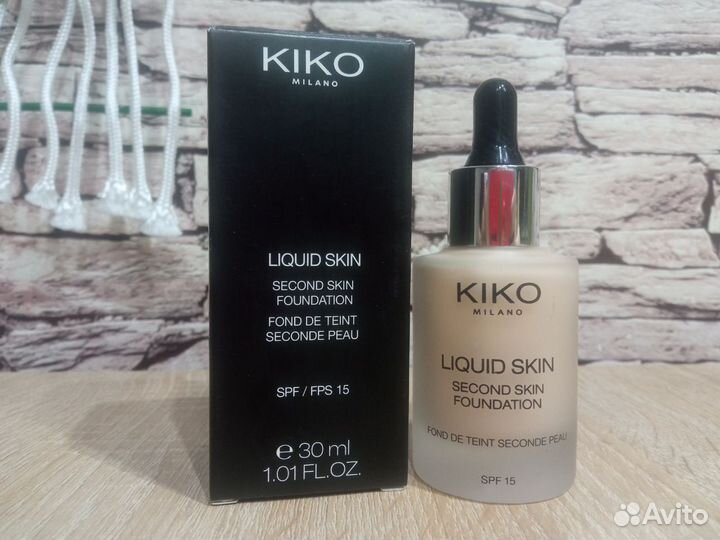 KIKO
MILANO
LIQUID SKIN
SECOND SKIN
FOUNDATION
FOND DE TEINT
SECONDE PEAU
SPF / FPS 15
e 30 ml
1.01 FL.OZ.
KIKO
MILANO
LIQUID SKIN
SECOND SKIN
FOUNDATION
FOND DE TEINT SECONDE PEAU
SPF 15
Avito